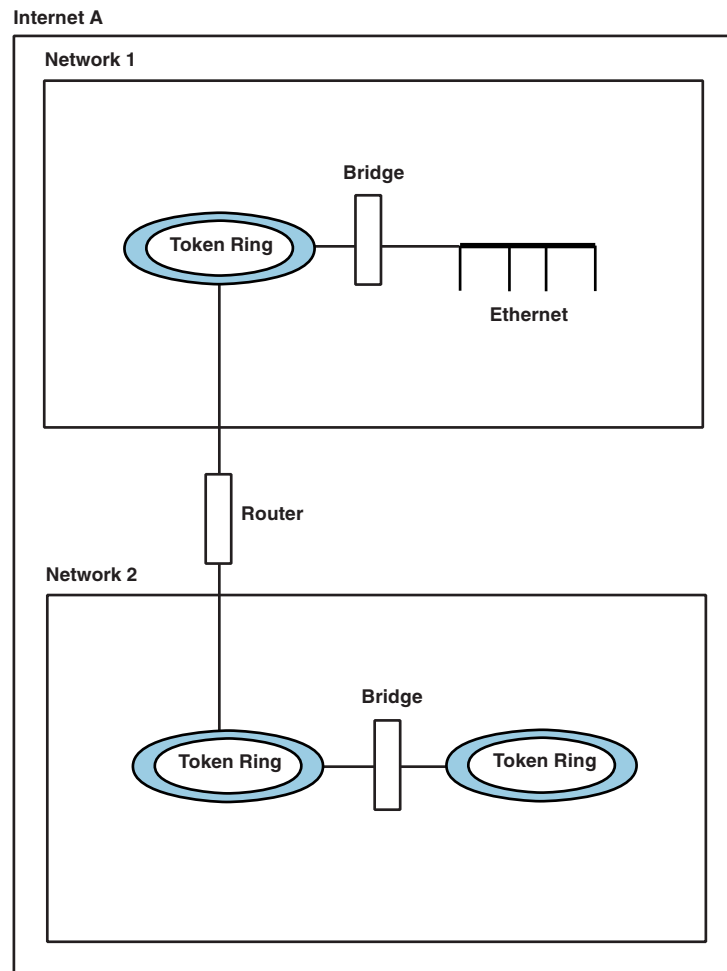 Internet A
Network 1
Bridge
Token Ring
Ethernet
Router
Network 2
Bridge
Token Ring
Token Ring